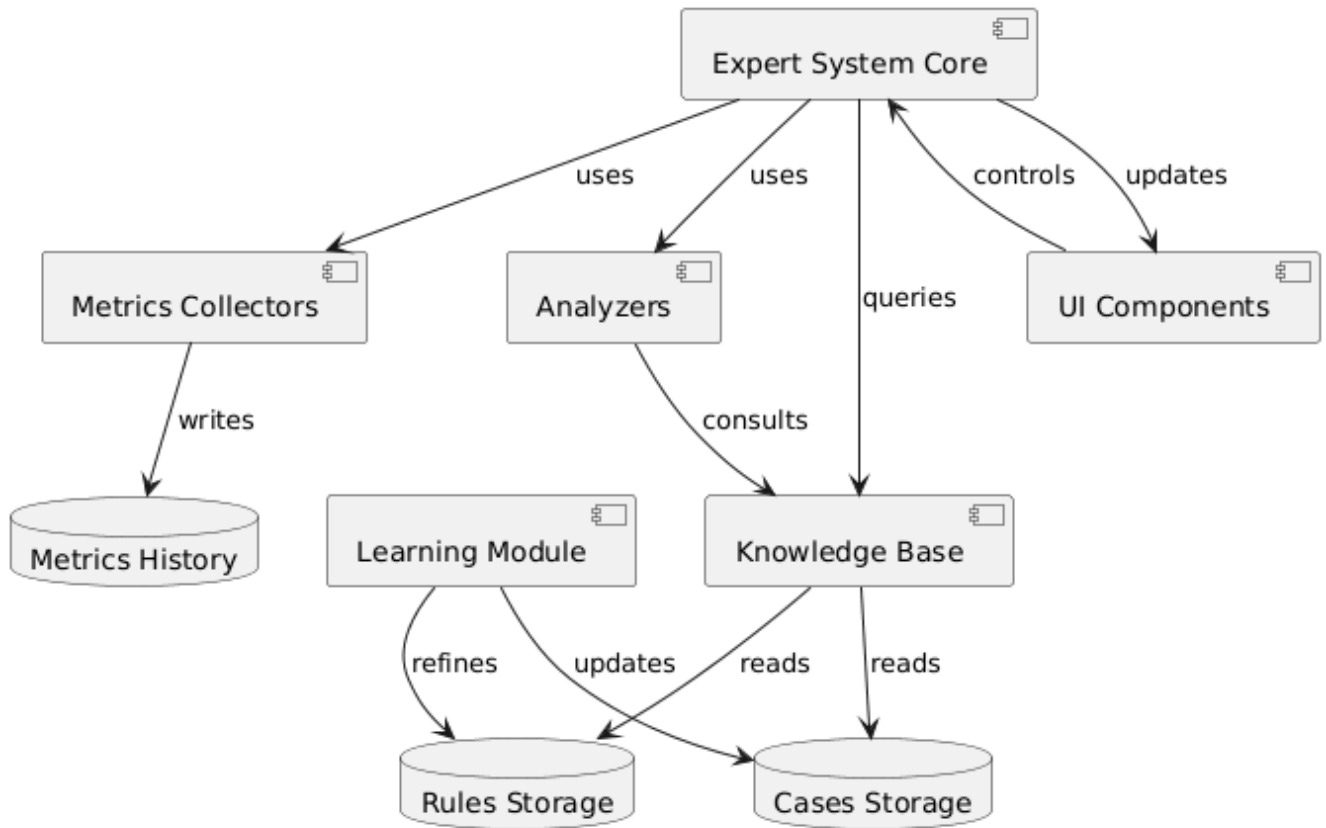 Expert System Core
uses
uses
controls
updates
Metrics Collectors
Analyzers
queries
UI Components
writes
consults
Metrics History
Learning Module
Knowledge Base
refines
updates
reads
reads
Rules Storage
Cases Storage